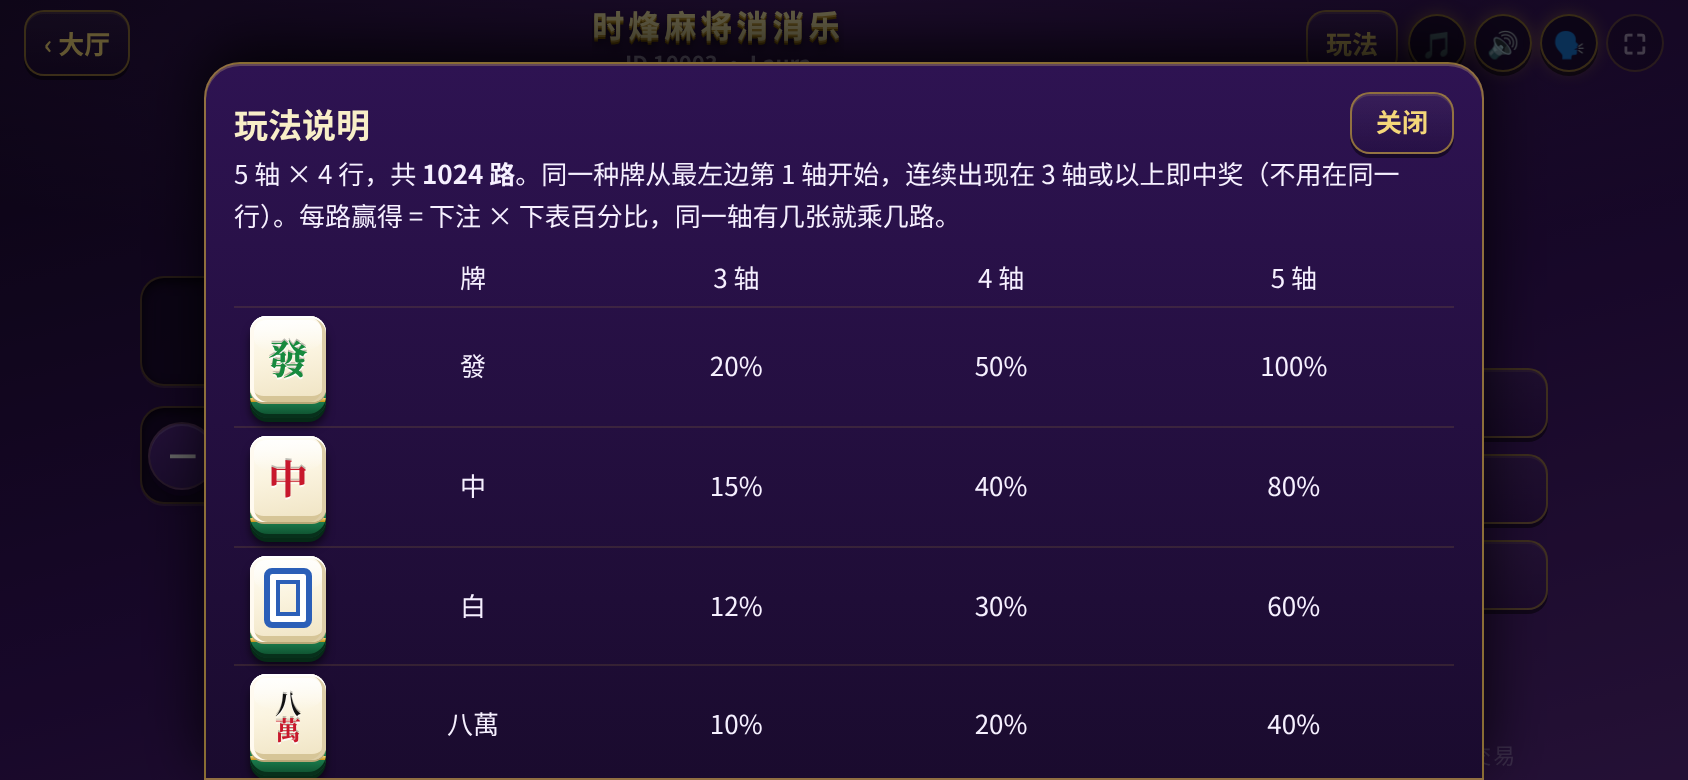 ‹ 大厅
时烽麻将消消乐
玩法
玩法说明
关闭
5 轴 × 4 行，共 1024 路。同一种牌从最左边第 1 轴开始，连续出现在 3 轴或以上即中奖（不用在同一
行）。每路赢得 = 下注 × 下表百分比，同一轴有几张就乘几路。
牌 3 轴 4 轴 5 轴
發 發 20% 50% 100%
中 中 15% 40% 80%
白 12% 30% 60%
八萬 八萬 10% 20% 40%
易